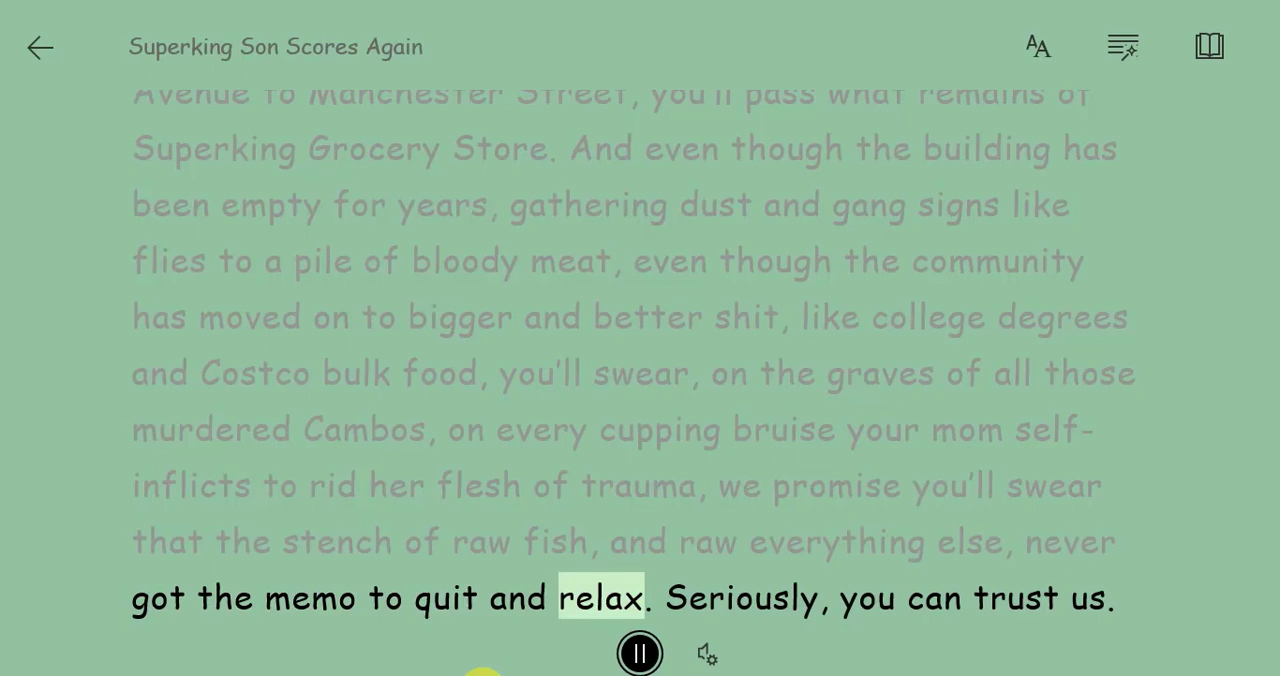 Superking Son Scores Again
Avenue to Manchester Street, you'll pass what remains of
Superking Grocery Store. And even though the building has
been empty for years, gathering dust and gang signs like
flies to a pile of bloody meat, even though the community
has moved on to bigger and better shit, like college degrees
and Costco bulk food, you'll swear, on the graves of all those
murdered Cambos, on every cupping bruise your mom self-
inflicts to rid her flesh of trauma, we promise you'll swear
that the stench of raw fish, and raw everything else, never
got the memo to quit and relax. Seriously, you can trust us.